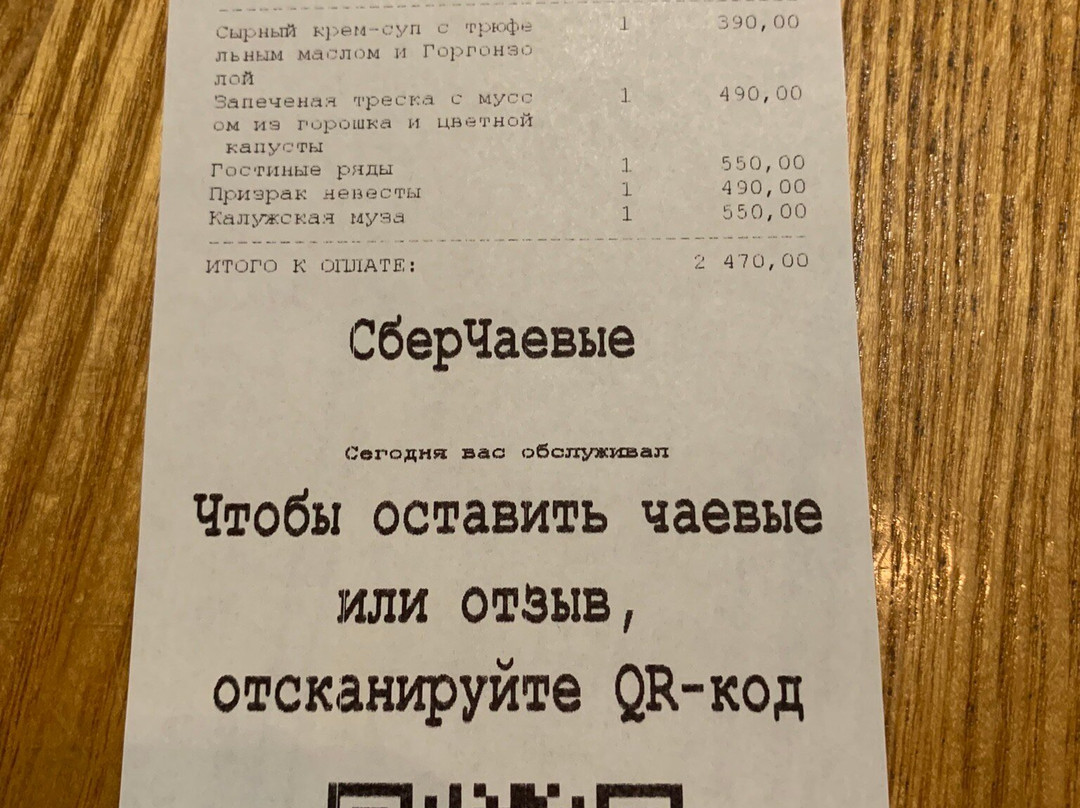 Сырный крем-суп с трюфе 1 390,00
льным маслом и Горгонзо
лой
Запеченая треска с мусс 1 490,00
ом из горошка и цветной
капусты
Гостиные ряды 1 550,00
Призрак невесты 1 490,00
Калужская муза 1 550,00
ИТОГО К ОПЛАТЕ: 2 470,00
СберЧаевые
Сегодня вас обслуживал
Чтобы оставить чаевые
или отзыв,
отсканируйте QR-код